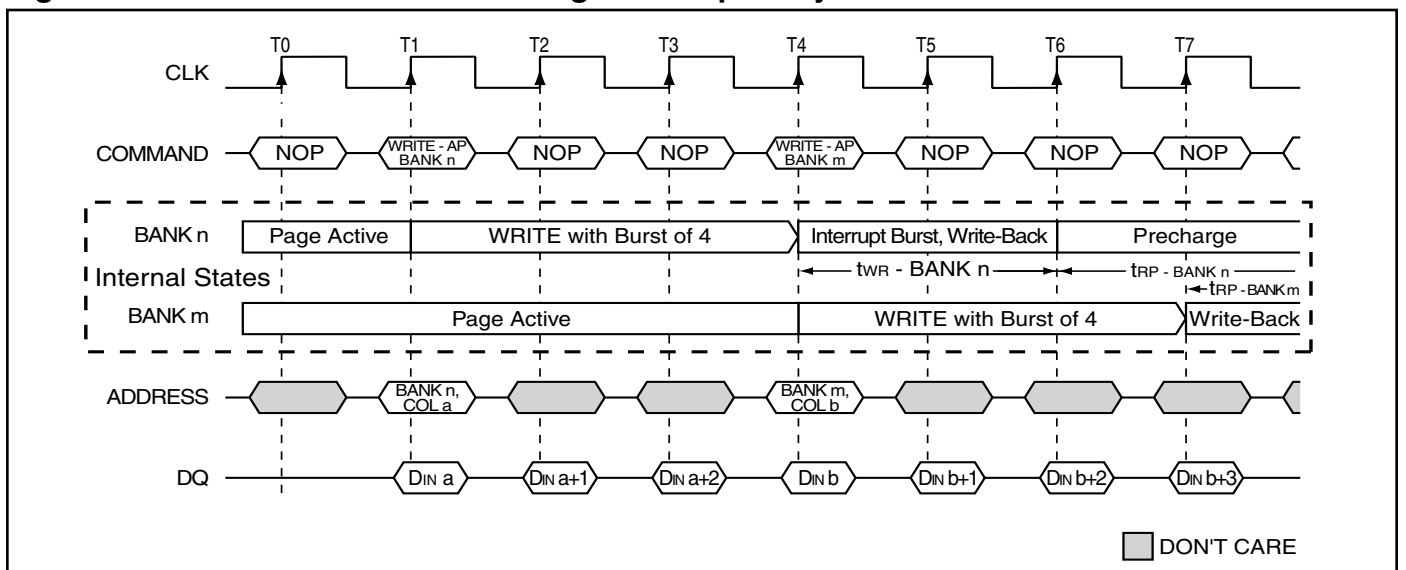 T0 T1 T2 T3 T4 T5 T6 T7
CLK
COMMAND NOP WRITE - AP BANK n NOP NOP WRITE - AP BANK m NOP NOP NOP
BANK n Page Active WRITE with Burst of 4 Interrupt Burst, Write-Back Precharge
tWR - BANK n tRP - BANK n
Internal States
tRP - BANK m
BANK m Page Active WRITE with Burst of 4 Write-Back
ADDRESS BANK n, COL a BANK m, COL b
DQ DIN a DIN a+1 DIN a+2 DIN b DIN b+1 DIN b+2 DIN b+3
DON'T CARE